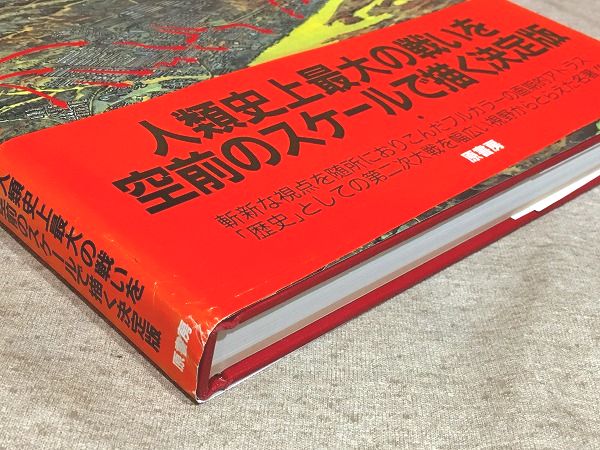 人類史上最大の戦いを
空前のスケールで描く決定版
斬新な視点を随所におりこんだフルカラーの画期的アトラス
「歴史」としての第二次大戦を幅広い視野からとらえた名著
原書房
人類史上最大の戦いを
空前のスケールで描く決定版
原書房